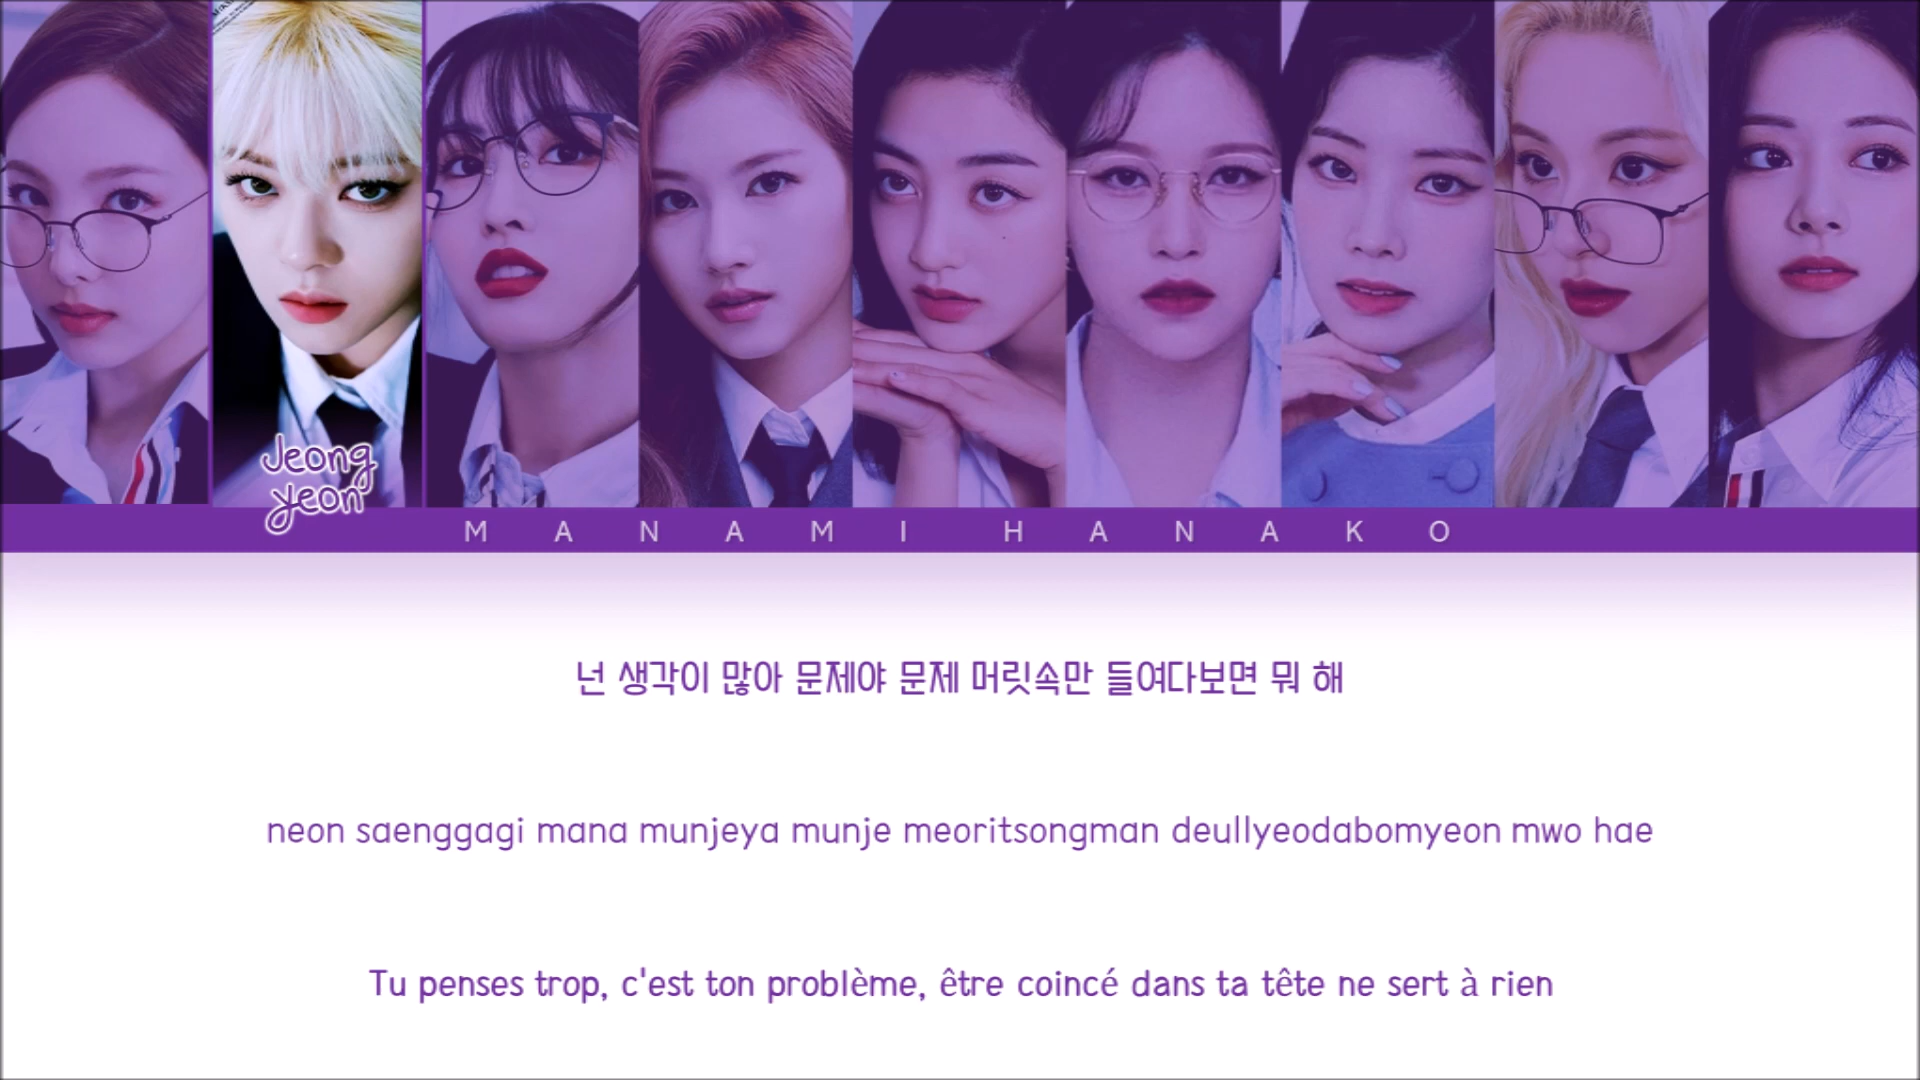 Jeong
yeon
MANAMI HANAKO
넌 생각이 많아 문제야 문제 머릿속만 들여다보면 뭐 해
neon saenggagi mana munjeya munje meoritsongman deullyeodabomyeon mwo hae
Tu penses trop, c'est ton problème, être coincé dans ta tête ne sert à rien